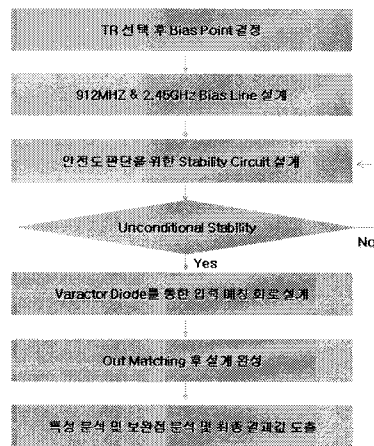 TR 선택 후 Bias Point 결정
912MHZ & 2.45GHz Bias Line 설계
안전도 판단을 위한 Stability Circuit 설계
Unconditional Stability
No
Yes
Varactor Diode를 통한 입력 매칭 회로 설계
Out Matching 후 설계 완성
특성 분석 및 보완점 분석 및 최종 결과값 도출